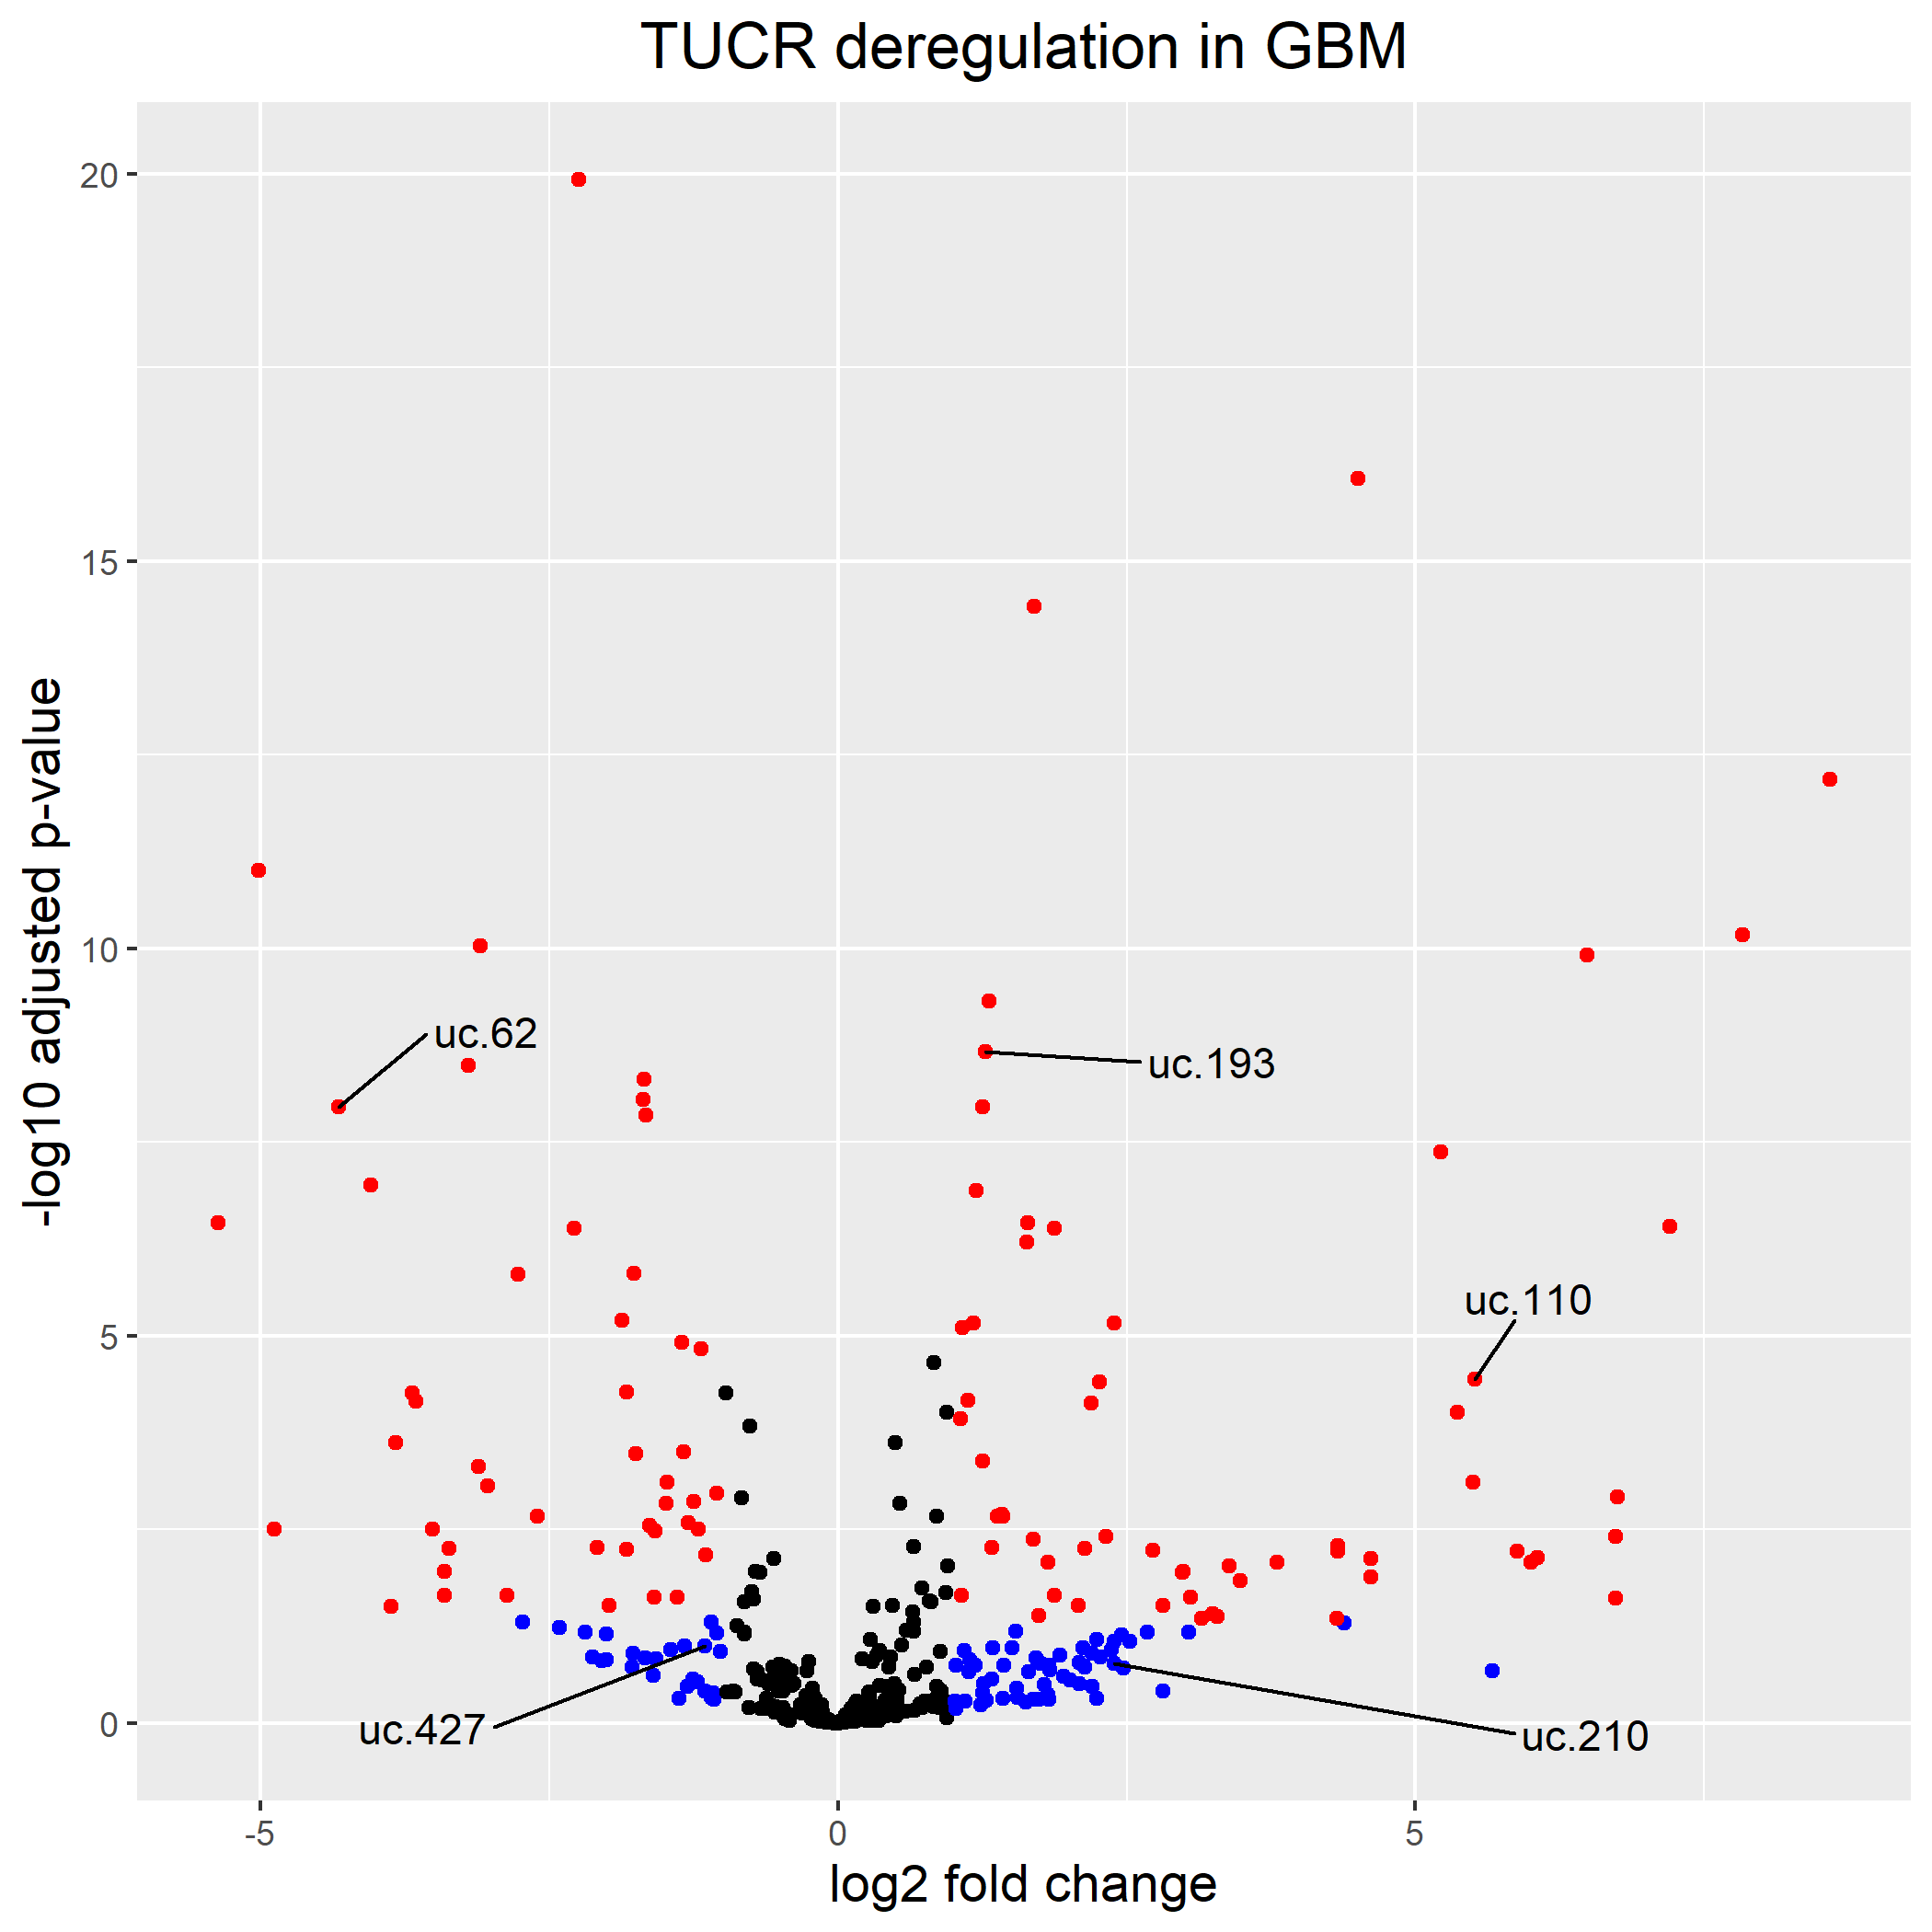 TUCR deregulation in GBM
20
15
10
5
0
-log10 adjusted p-value
uc.62
uc.193
uc.110
uc.427
uc.210
-5
0
5
log2 fold change